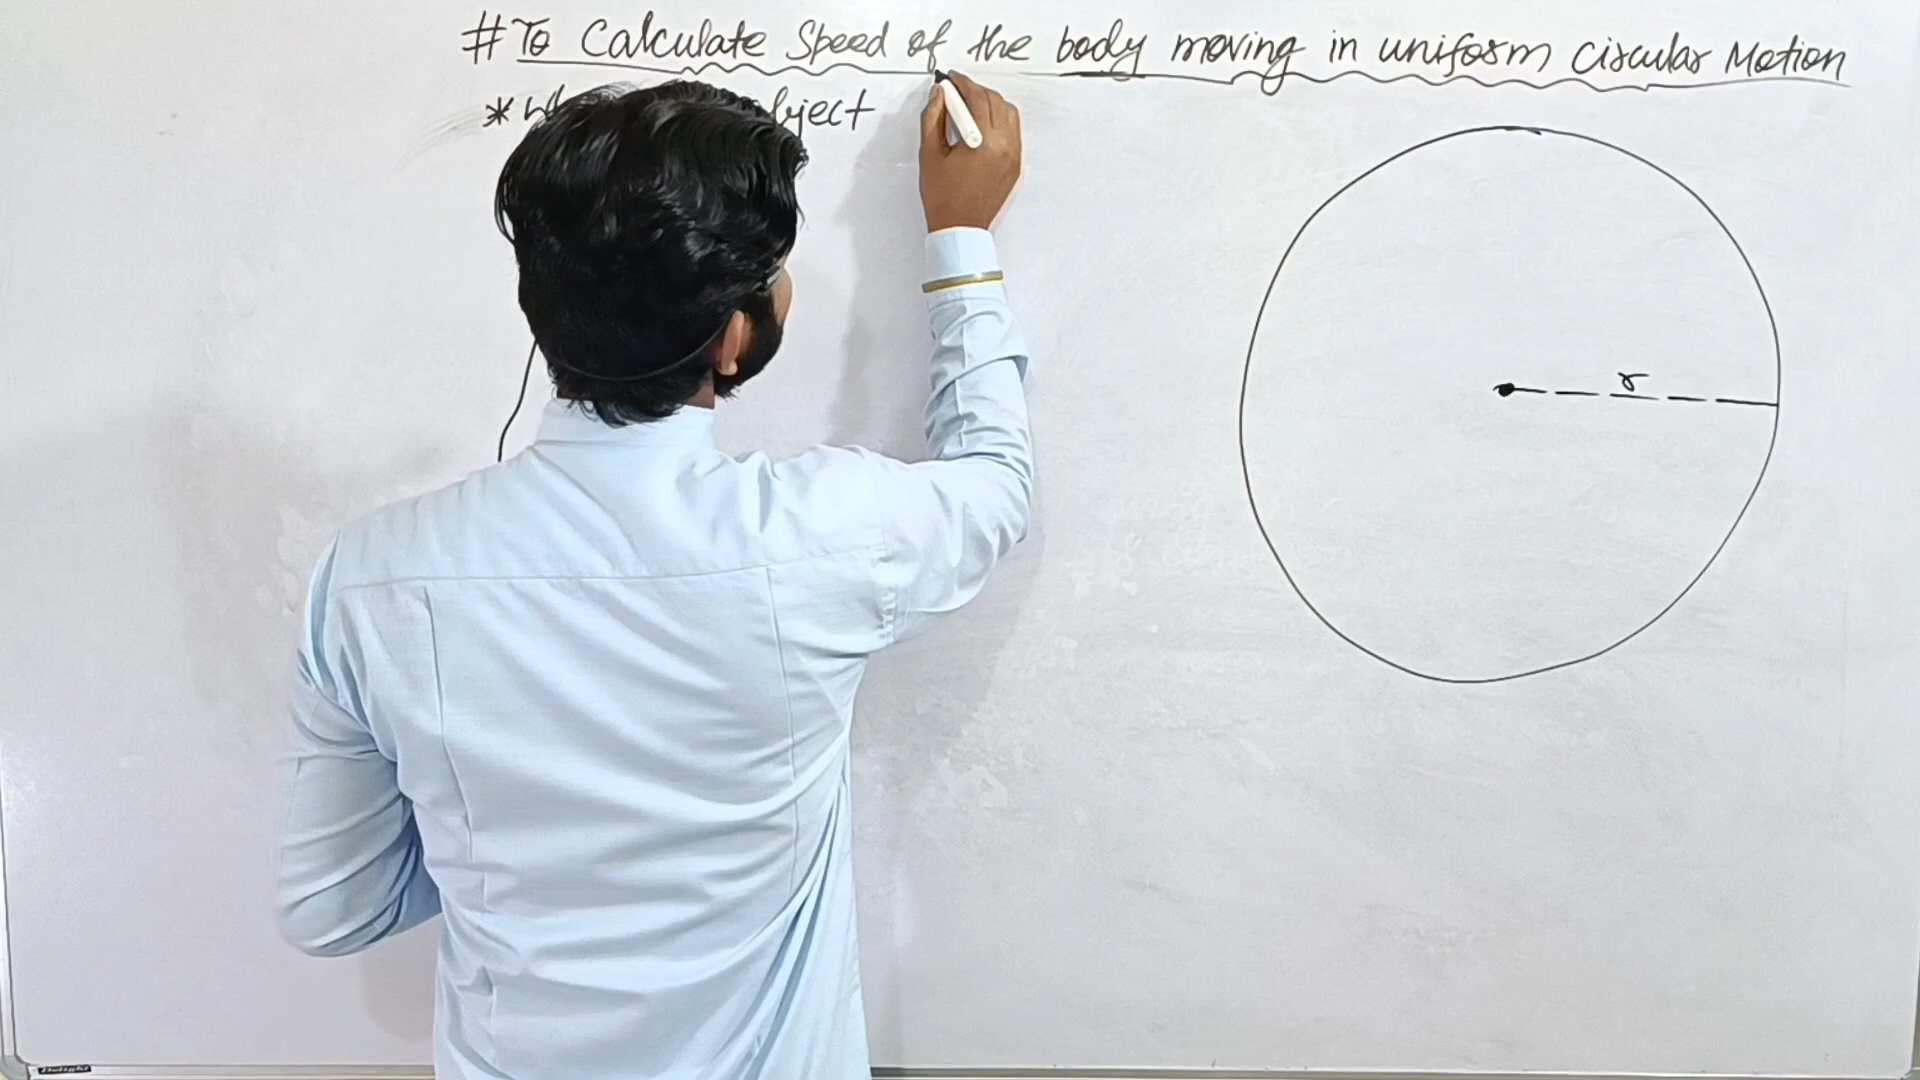 # To Calculate Speed of the body moving in uniform Circular Motion
* bject
r